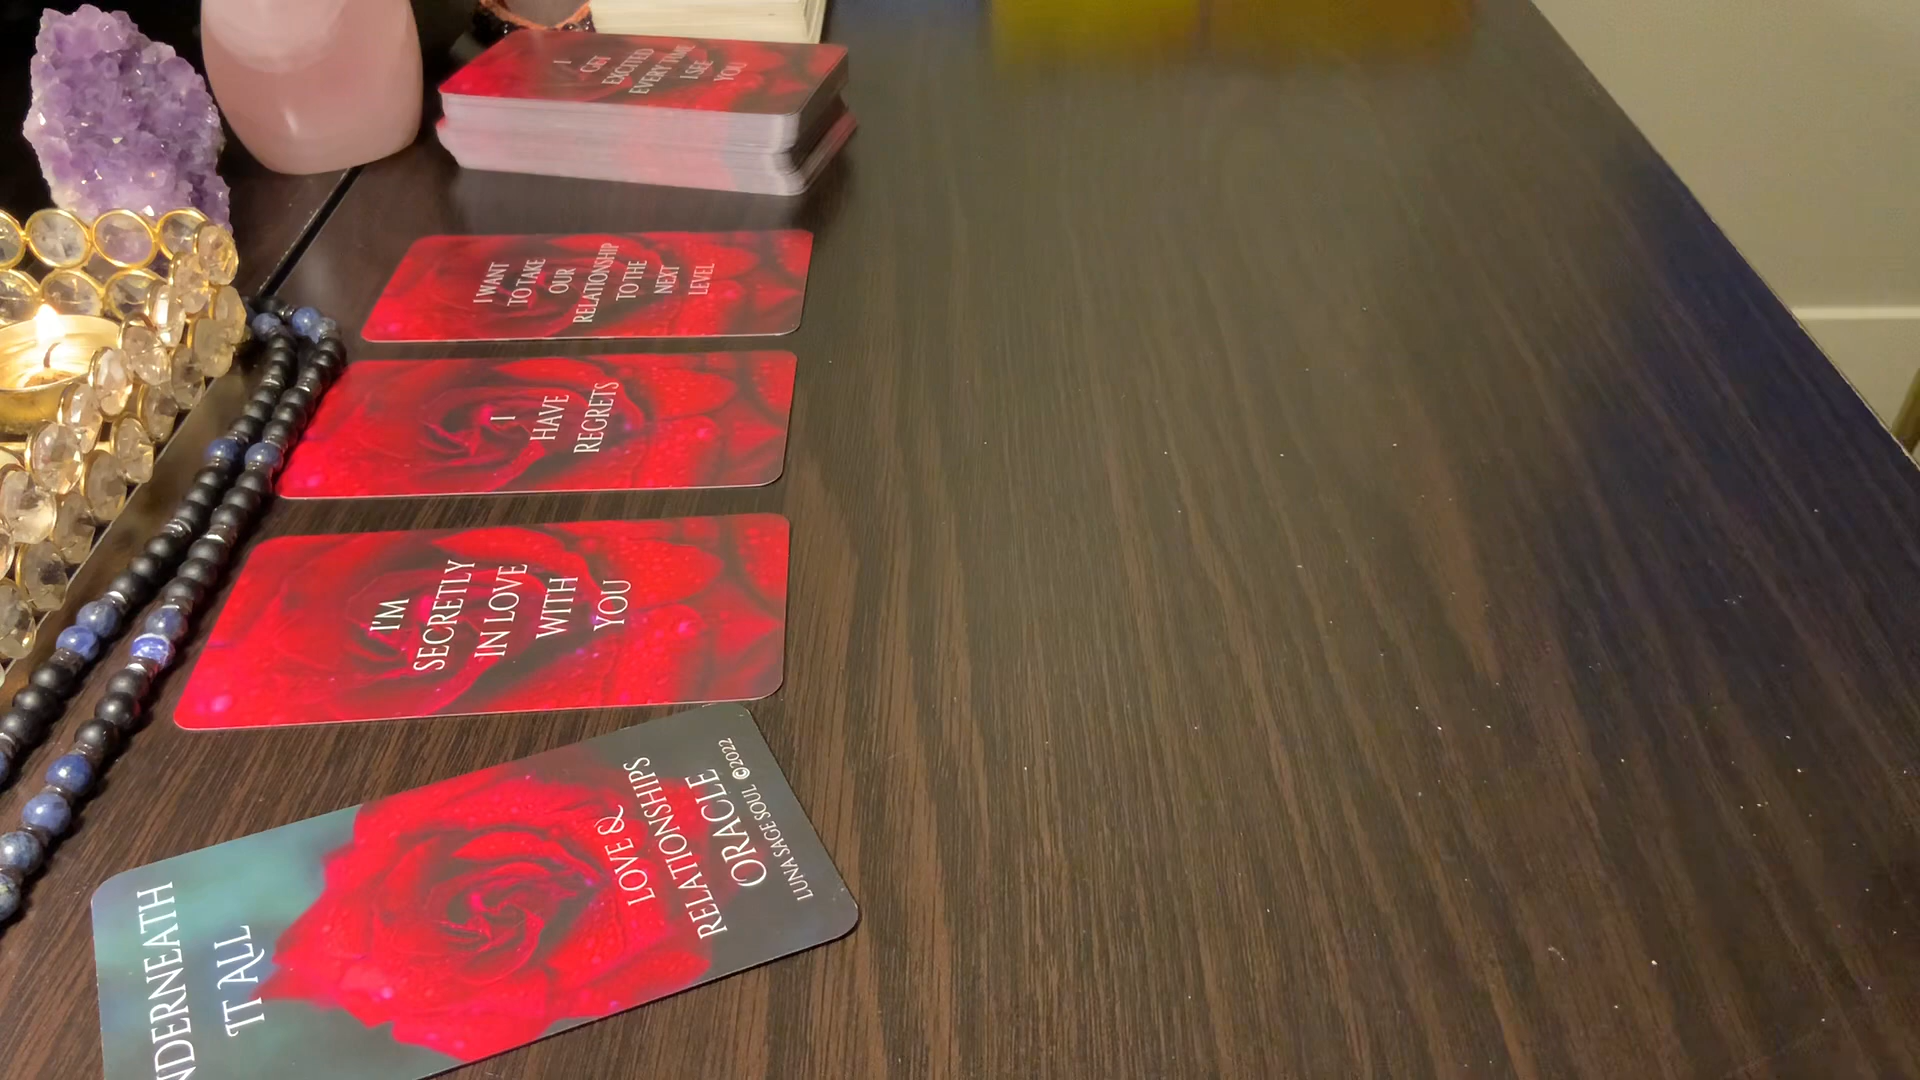 I
GET
EXCITED
EVERY TIME
I SEE
YOU
I WANT
TO TAKE
OUR
RELATIONSHIP
TO THE
NEXT
LEVEL
I
HAVE
REGRETS
I'M
SECRETLY
IN LOVE
WITH
YOU
NDERNEATH
IT ALL
LOVE &
RELATIONSHIPS
ORACLE
LUNA SAGE SOUL ©2022